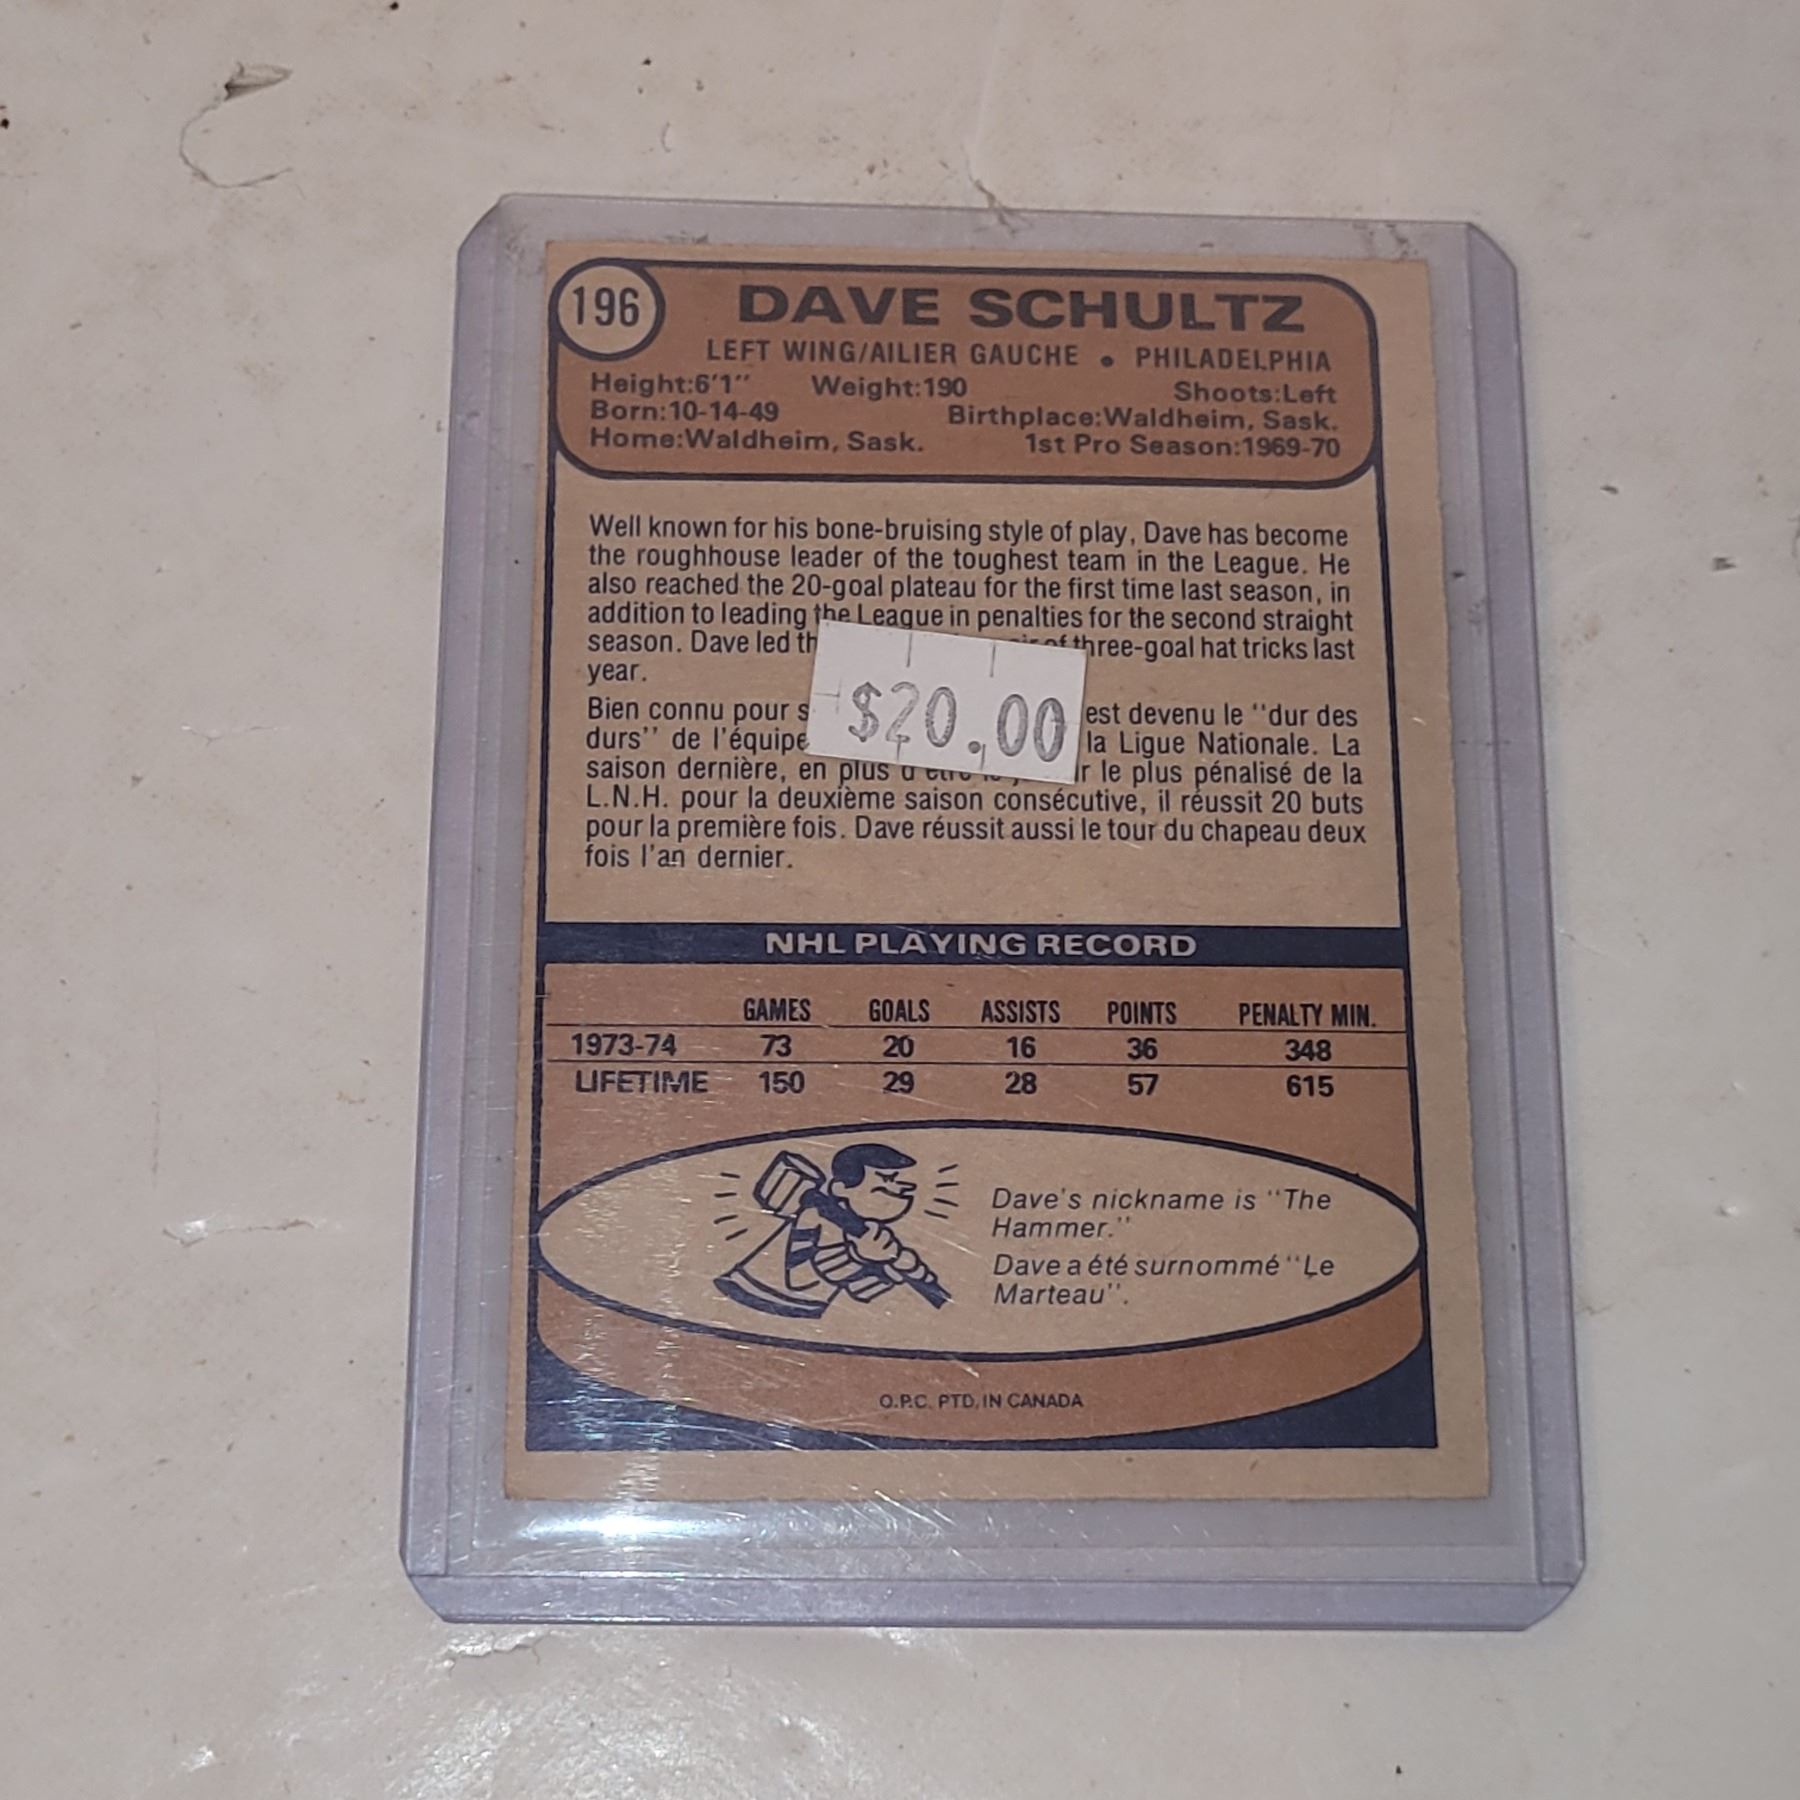 196
DAVE SCHULTZ
LEFT WING/AILIER GAUCHE • PHILADELPHIA
Height:6'1" Weight:190 Shoots:Left
Born:10-14-49 Birthplace:Waldheim, Sask.
Home:Waldheim, Sask. 1st Pro Season:1969-70
Well known for his bone-bruising style of play, Dave has become
the roughhouse leader of the toughest team in the League. He
also reached the 20-goal plateau for the first time last season, in
addition to leading the League in penalties for the second straight
season. Dave led of three-goal hat tricks last
year.
$20.00
Bien connu pour est devenu le "dur des
durs" de l'équipe la Ligue Nationale. La
saison dernière, en plus d'être le plus pénalisé de la
L.N.H. pour la deuxième saison consécutive, il réussit 20 buts
pour la première fois. Dave réussit aussi le tour du chapeau deux
fois l'an dernier.
NHL PLAYING RECORD
GAMES GOALS ASSISTS POINTS PENALTY MIN.
1973-74 73 20 16 36 348
LIFETIME 150 29 28 57 615
Dave's nickname is "The
Hammer."
Dave a été surnommé "Le
Marteau".
O.P.C. PTD. IN CANADA